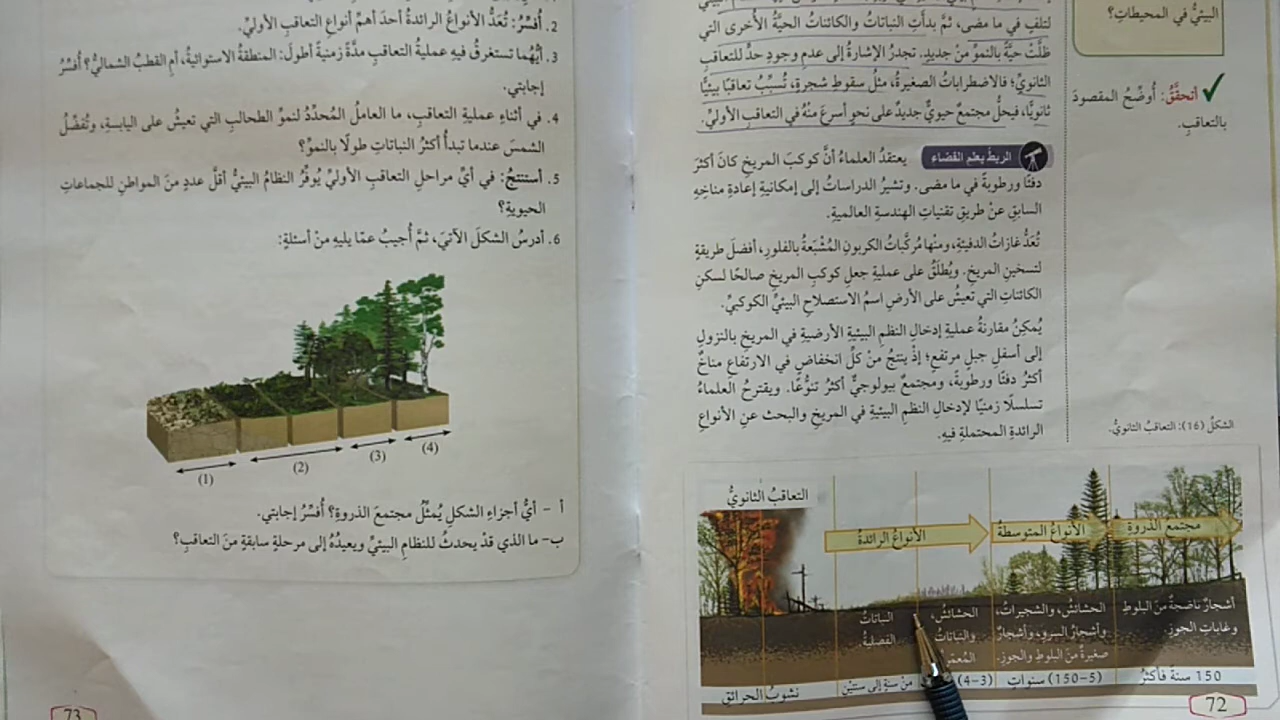 البيئيُّ في المحيطاتِ؟
أتحقَّقُ: أُوضِّحُ المقصودَ
بالتعاقبِ.
الشكلُ (16): التعاقبُ الثانويُّ.
لتلفٍ في ما مضى، ثمَّ بدأَتِ النباتاتُ والكائناتُ الحيَّةُ الأُخرى التي
ظلَّتْ حيَّةً بالنموِّ منْ جديدٍ. تجدرُ الإشارةُ إلى عدمِ وجودِ حدٍّ للتعاقبِ
الثانويِّ؛ فالاضطراباتُ الصغيرةُ، مثلُ سقوطِ شجرةٍ، تُسبِّبُ تعاقبًا بيئيًّا
ثانويًّا، فيحلُّ مجتمعٌ حيويٌّ جديدٌ على نحوٍ أسرعَ منْهُ في التعاقبِ الأوليِّ.
الربطُ بعلمِ الفضاءِ
يعتقدُ العلماءُ أنَّ كوكبَ المريخِ كانَ أكثرَ
دفئًا ورطوبةً في ما مضى. وتشيرُ الدراساتُ إلى إمكانيةِ إعادةِ مناخِهِ
السابقِ عنْ طريقِ تقنياتِ الهندسةِ العالميةِ.
تُعَدُّ غازاتُ الدفيئةِ، ومنْها مُركَّباتُ الكربونِ المُشْبَعةُ بالفلورِ، أفضلَ طريقةٍ
لتسخينِ المريخِ. ويُطلَقُ على عمليةِ جعلِ كوكبِ المريخِ صالحًا لسكنِ
الكائناتِ التي تعيشُ على الأرضِ اسمُ الاستصلاحِ البيئيِّ الكوكبيِّ.
يُمكِنُ مقارنةُ عمليةِ إدخالِ النظمِ البيئيةِ الأرضيةِ في المريخِ بالنزولِ
إلى أسفلِ جبلٍ مرتفعٍ؛ إذْ ينتجُ منْ كلِّ انخفاضٍ في الارتفاعِ مناخٌ
أكثرُ دفئًا ورطوبةً، ومجتمعٌ بيولوجيٌّ أكثرُ تنوُّعًا. ويقترحُ العلماءُ
تسلسلًا زمنيًّا لإدخالِ النظمِ البيئيةِ في المريخِ والبحثِ عنِ الأنواعِ
الرائدةِ المحتملةِ فيهِ.
التعاقبُ الثانويُّ
مجتمعُ الذروةِ
الأنواعُ المتوسطةُ
الأنواعُ الرائدةُ
أشجارٌ ناضجةٌ منَ البلوطِ
وغاباتِ الجوزِ.
الحشائشُ، والشجيراتُ،
وأشجارُ السروِ، وأشجارٌ
صغيرةٌ منَ البلوطِ والجوزِ.
الحشائشُ،
والنباتاتُ
النباتاتُ
الفصليةُ
150 سنةً فأكثرُ
(5-150) سنواتٍ
(3-4)
منْ سنةٍ إلى سنتيْنِ
نشوبُ الحرائقِ
72
2. أُفسِّرُ: تُعَدُّ الأنواعُ الرائدةُ أحدَ أهمِّ أنواعِ التعاقبِ الأوليِّ.
3. أيُّهُما تستغرقُ فيهِ عمليةُ التعاقبِ مدَّةً زمنيةً أطولَ: المنطقةُ الاستوائيةُ، أمِ القطبُ الشماليُّ؟ أُفسِّرُ
إجابتي.
4. في أثناءِ عمليةِ التعاقبِ، ما العاملُ المُحدِّدُ لنموِّ الطحالبِ التي تعيشُ على اليابسةِ، وتُفضِّلُ
الشمسَ عندَما تبدأُ أكثرُ النباتاتِ طولًا بالنموِّ؟
5. أستنتجُ: في أيِّ مراحلِ التعاقبِ الأوليِّ يُوفِّرُ النظامُ البيئيُّ أقلَّ عددٍ منَ المواطنِ للجماعاتِ
الحيويةِ؟
6. أدرسُ الشكلَ الآتيَ، ثمَّ أُجيبُ عمّا يليهِ منْ أسئلةٍ:
(1)
(2)
(3)
(4)
أ - أيُّ أجزاءِ الشكلِ يُمثِّلُ مجتمعَ الذروةِ؟ أُفسِّرُ إجابتي.
ب- ما الذي قدْ يحدثُ للنظامِ البيئيِّ ويعيدُهُ إلى مرحلةٍ سابقةٍ منَ التعاقبِ؟
73